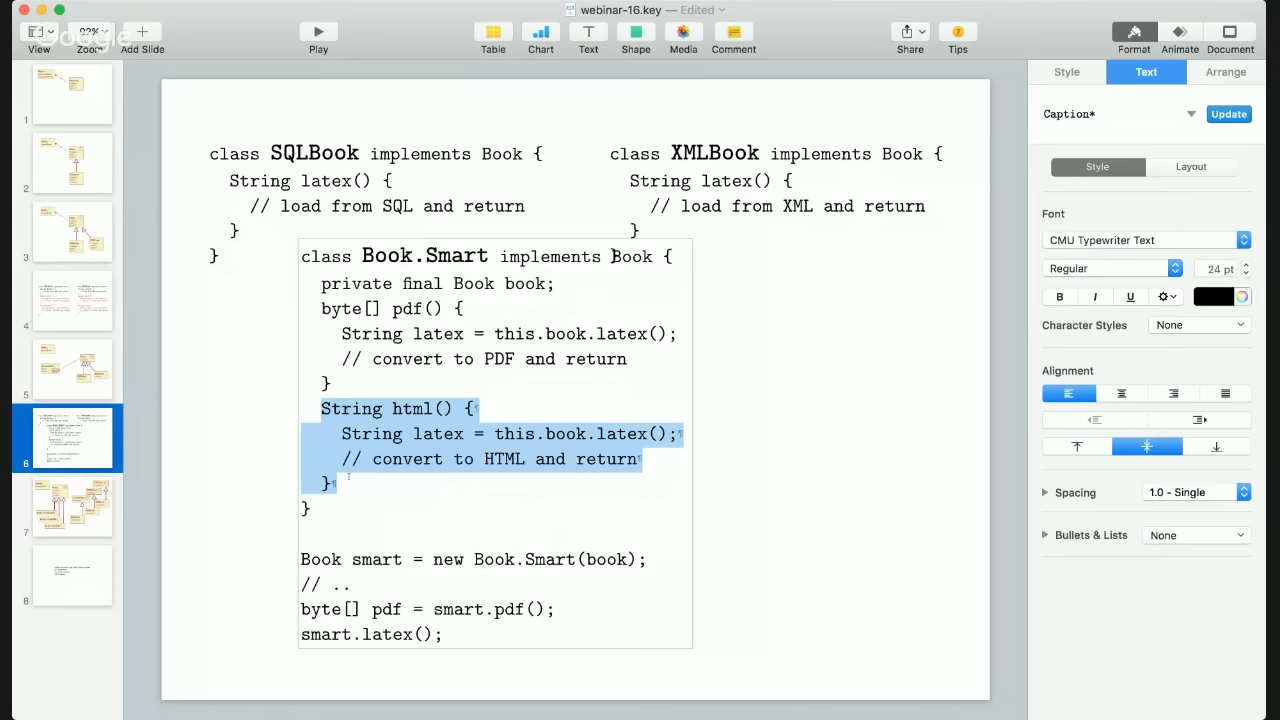 webinar-16.key — Edited
View
Zoom
Add Slide
Play
Table
Chart
Text
Shape
Media
Comment
Share
Tips
Format
Animate
Document
Google
Style
Text
Arrange
Caption*
Update
Style
Layout
Font
CMU Typewriter Text
Regular
24 pt
B
I
U
Character Styles
None
Alignment
Spacing
1.0 - Single
Bullets & Lists
None
1
2
3
4
5
6
7
8
class SQLBook implements Book {
String latex() {
// load from SQL and return
}
}
class XMLBook implements Book {
String latex() {
// load from XML and return
}
}
class Book.Smart implements Book {
private final Book book;
byte[] pdf() {
String latex = this.book.latex();
// convert to PDF and return
}
String html() {
String latex = this.book.latex();
// convert to HTML and return
}
}
Book smart = new Book.Smart(book);
// ..
byte[] pdf = smart.pdf();
smart.latex();